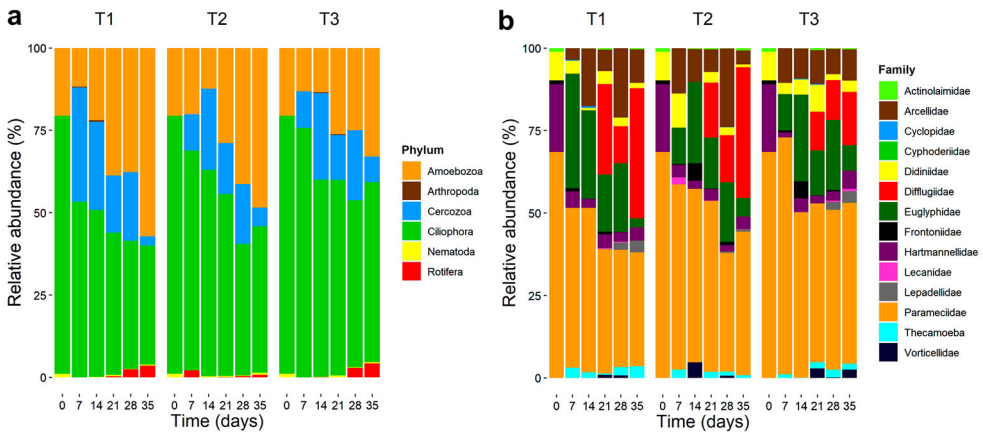 a
T1 T2 T3
Relative abundance (%)
100
75
50
25
0
0 7 14 21 28 35 0 7 14 21 28 35 0 7 14 21 28 35
Time (days)
Phylum
Amoebozoa
Arthropoda
Cercozoa
Ciliophora
Nematoda
Rotifera
b
T1 T2 T3
Relative abundance (%)
100
75
50
25
0
0 7 14 21 28 35 0 7 14 21 28 35 0 7 14 21 28 35
Time (days)
Family
Actinolaimidae
Arcellidae
Cyclopidae
Cyphoderiidae
Didiniidae
Difflugiidae
Euglyphidae
Frontoniidae
Hartmannellidae
Lecanidae
Lepadellidae
Parameciidae
Thecamoeba
Vorticellidae